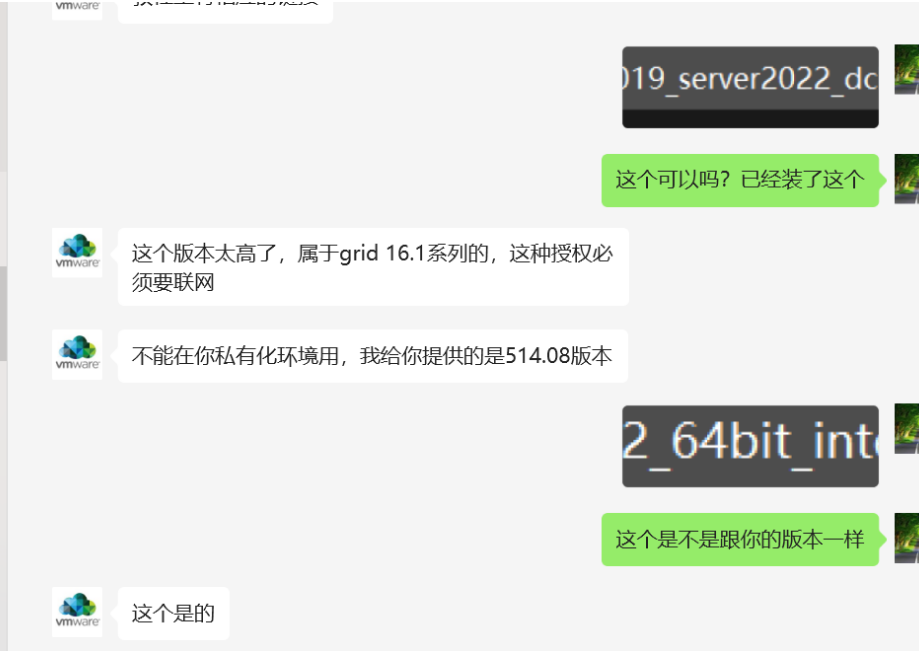 vmware
019_server2022_dc
这个可以吗？已经装了这个
vmware
这个版本太高了，属于grid 16.1系列的，这种授权必
须要联网
vmware
不能在你私有化环境用，我给你提供的是514.08版本
2_64bit_int
这个是不是跟你的版本一样
vmware
这个是的